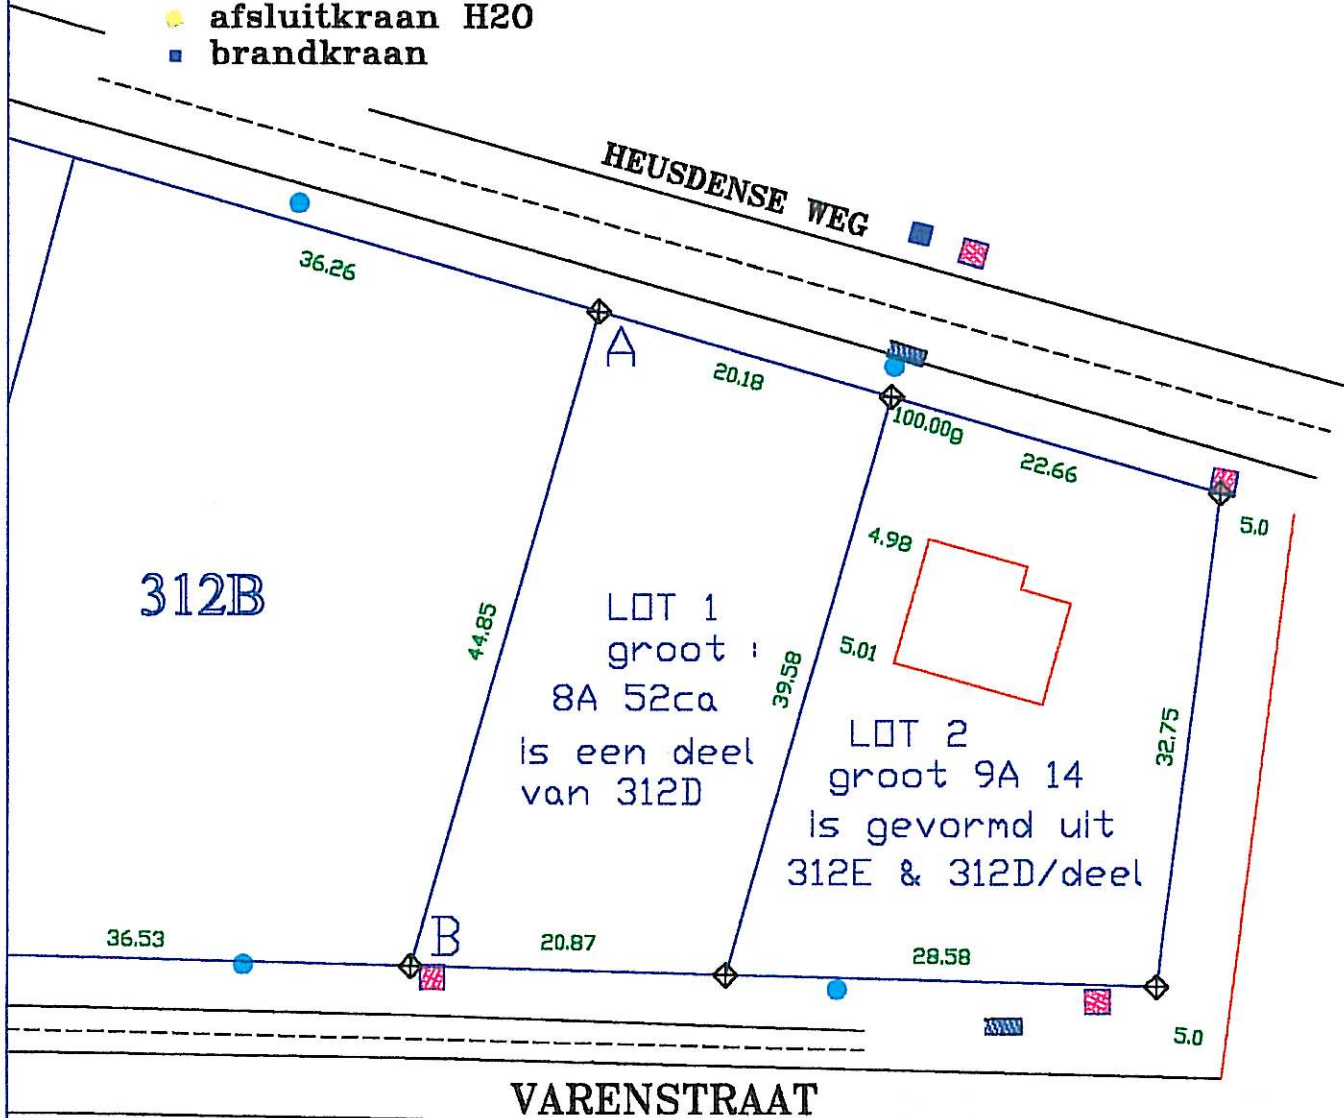 afsluitkraan H2O
brandkraan
HEUSDENSE WEG
36.26
A
20.18
100.00g
22.66
5.0
4.98
312B
44.85
LOT 1
groot :
8A 52ca
is een deel
van 312D
5.01
39.58
LOT 2
groot 9A 14
is gevormd uit
312E & 312D/deel
32.75
36.53
B
20.87
28.58
5.0
VARENSTRAAT